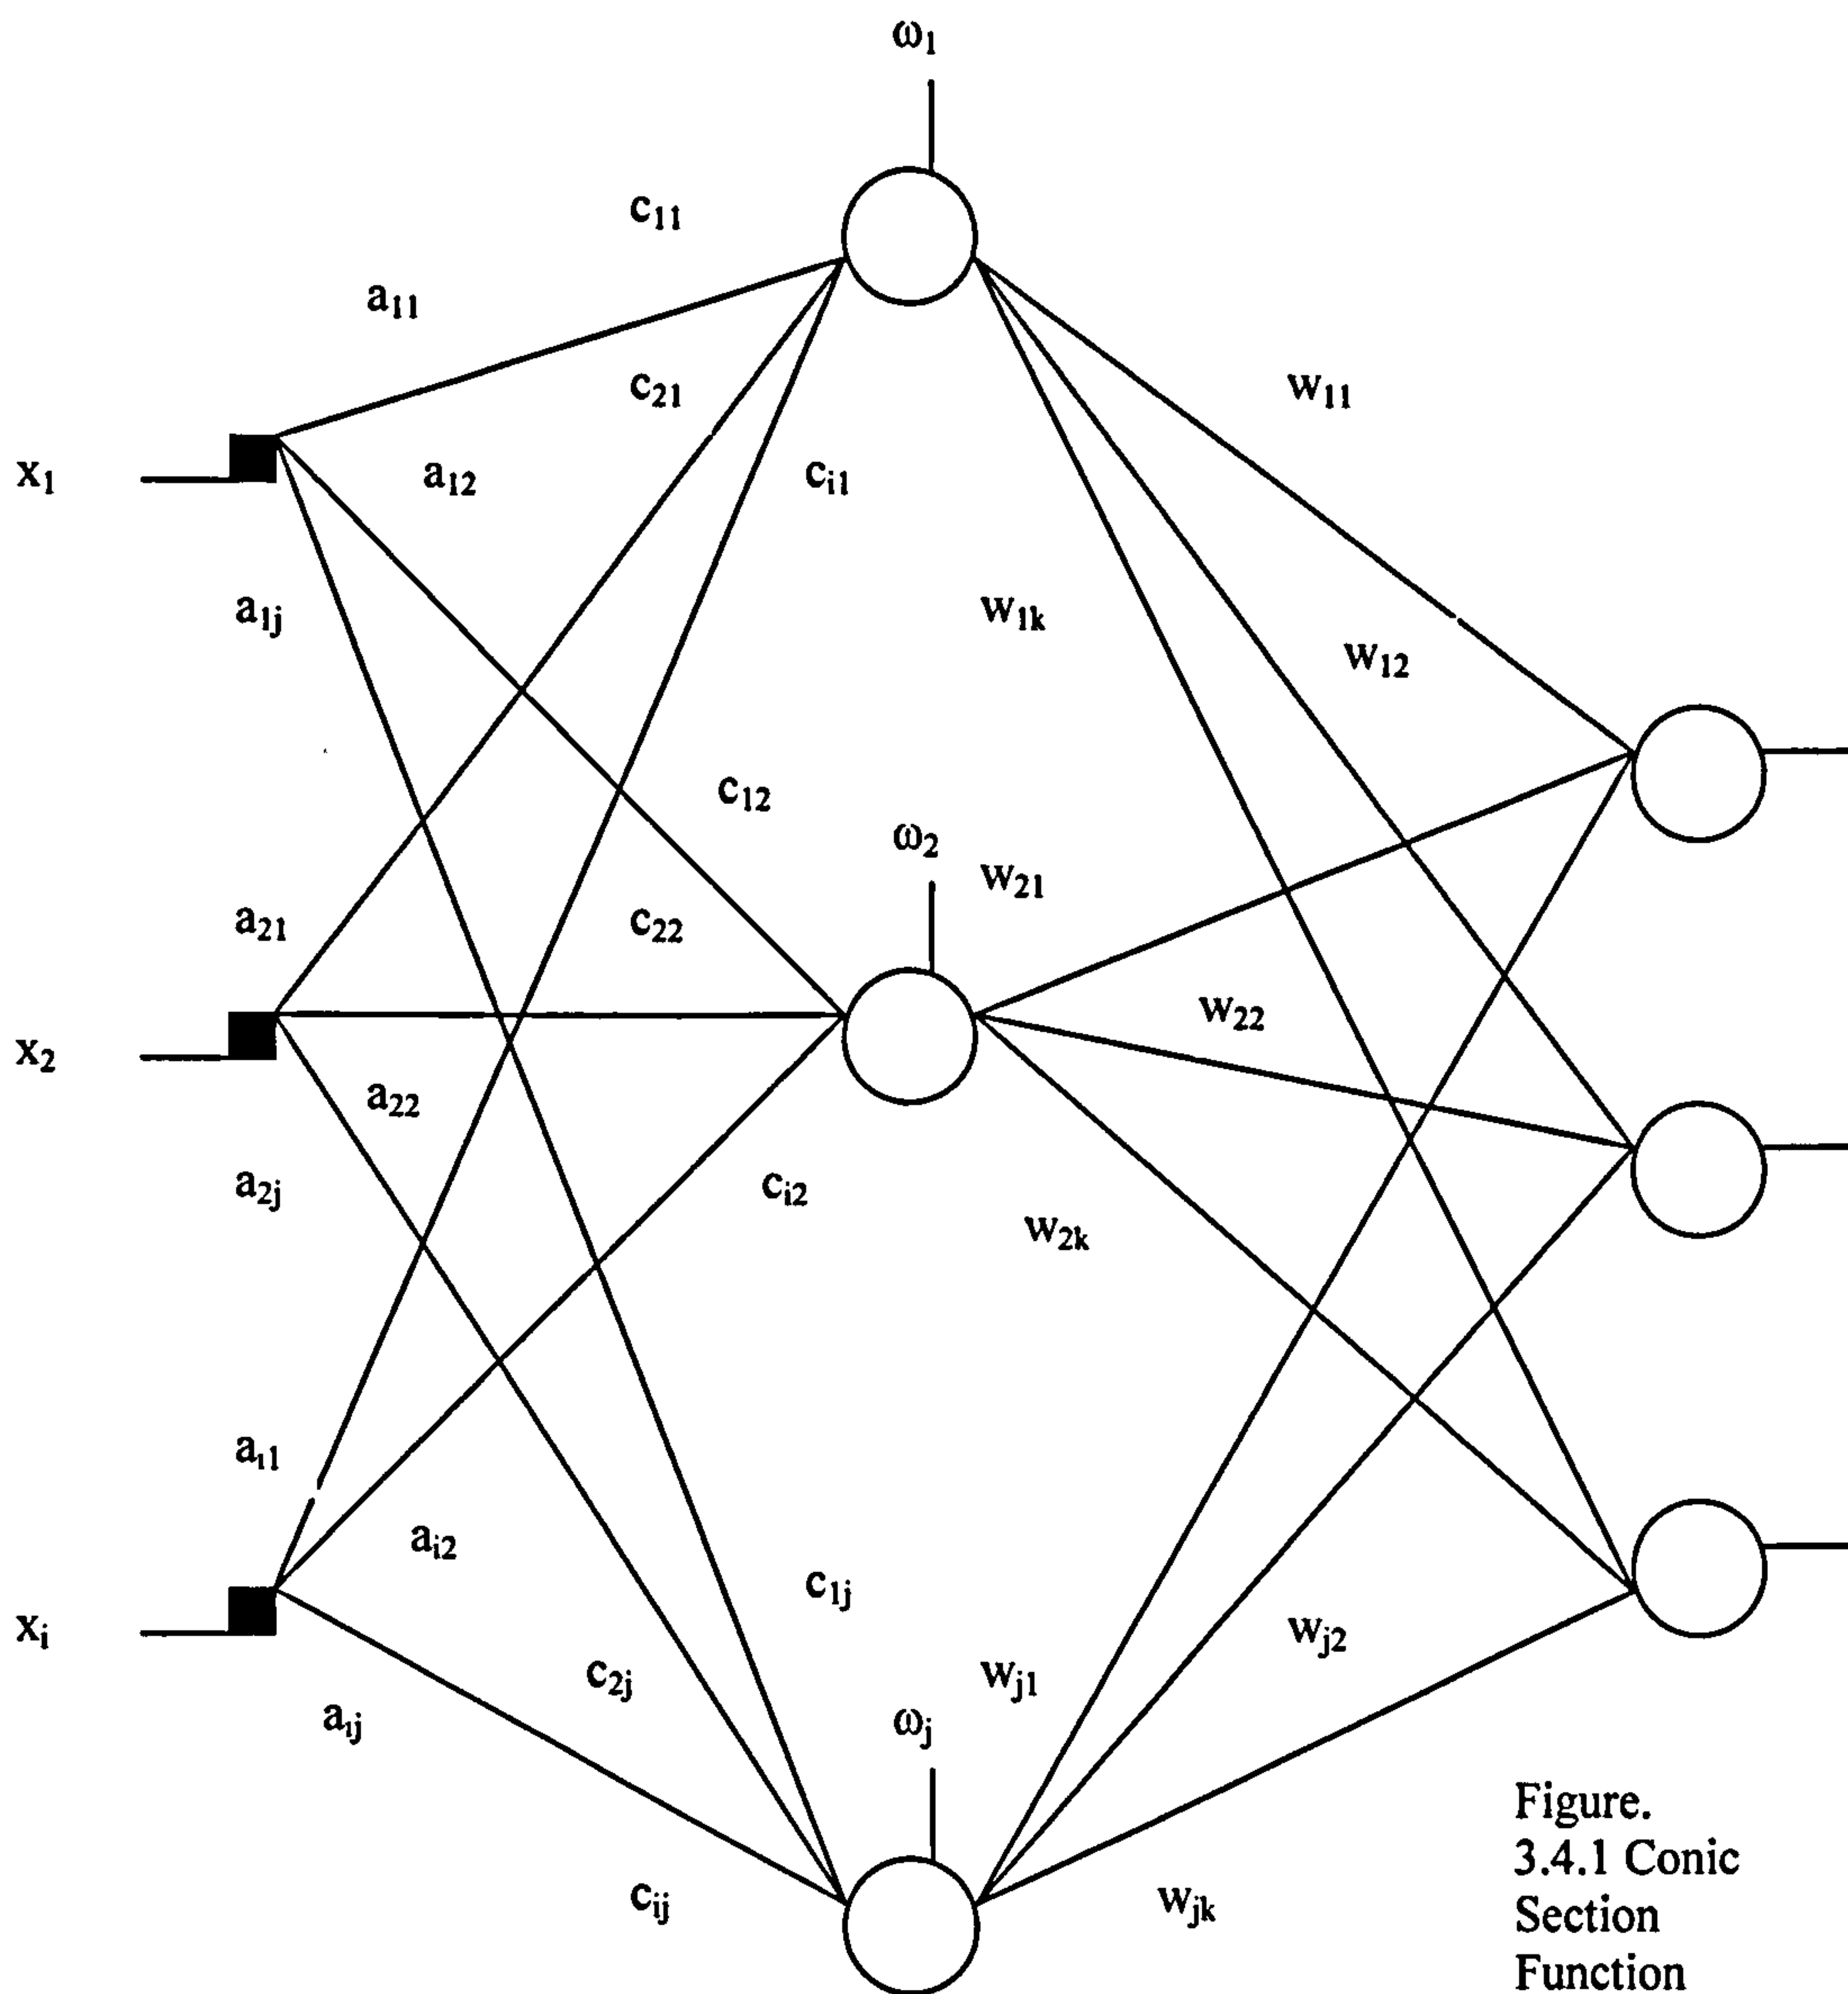 ω₁
c₁₁
a₁₁
c₂₁
w₁₁
x₁
a₁₂
cᵢ₁
a₁ⱼ
w₁ₖ
w₁₂
c₁₂
ω₂
w₂₁
a₂₁
c₂₂
w₂₂
x₂
a₂₂
a₂ⱼ
cᵢ₂
w₂ₖ
aᵢ₁
aᵢ₂
c₁ⱼ
xᵢ
wⱼ₂
c₂ⱼ
wⱼ₁
aᵢⱼ
ωⱼ
Figure.
3.4.1 Conic
cᵢⱼ
wⱼₖ
Section
Function